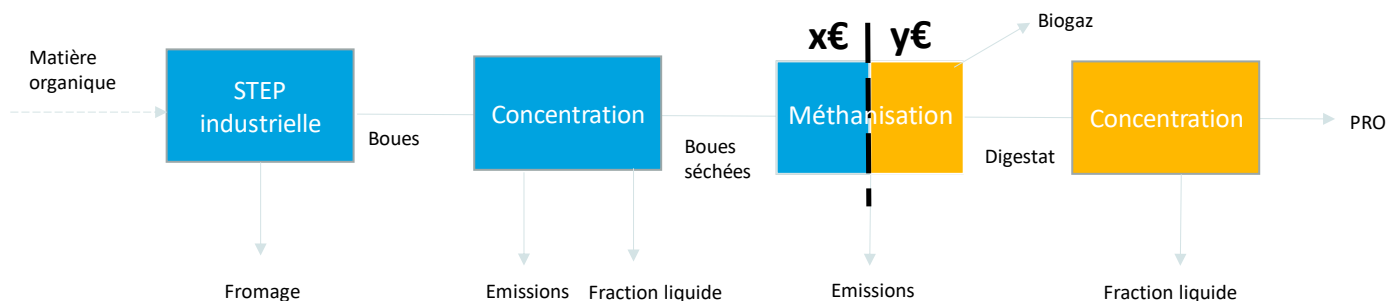 Matière
organique
STEP
industrielle
Fromage
Boues
Concentration
Emissions
Fraction liquide
Boues
séchées
x€
y€
Méthanisation
Biogaz
Emissions
Digestat
Concentration
Fraction liquide
PRO